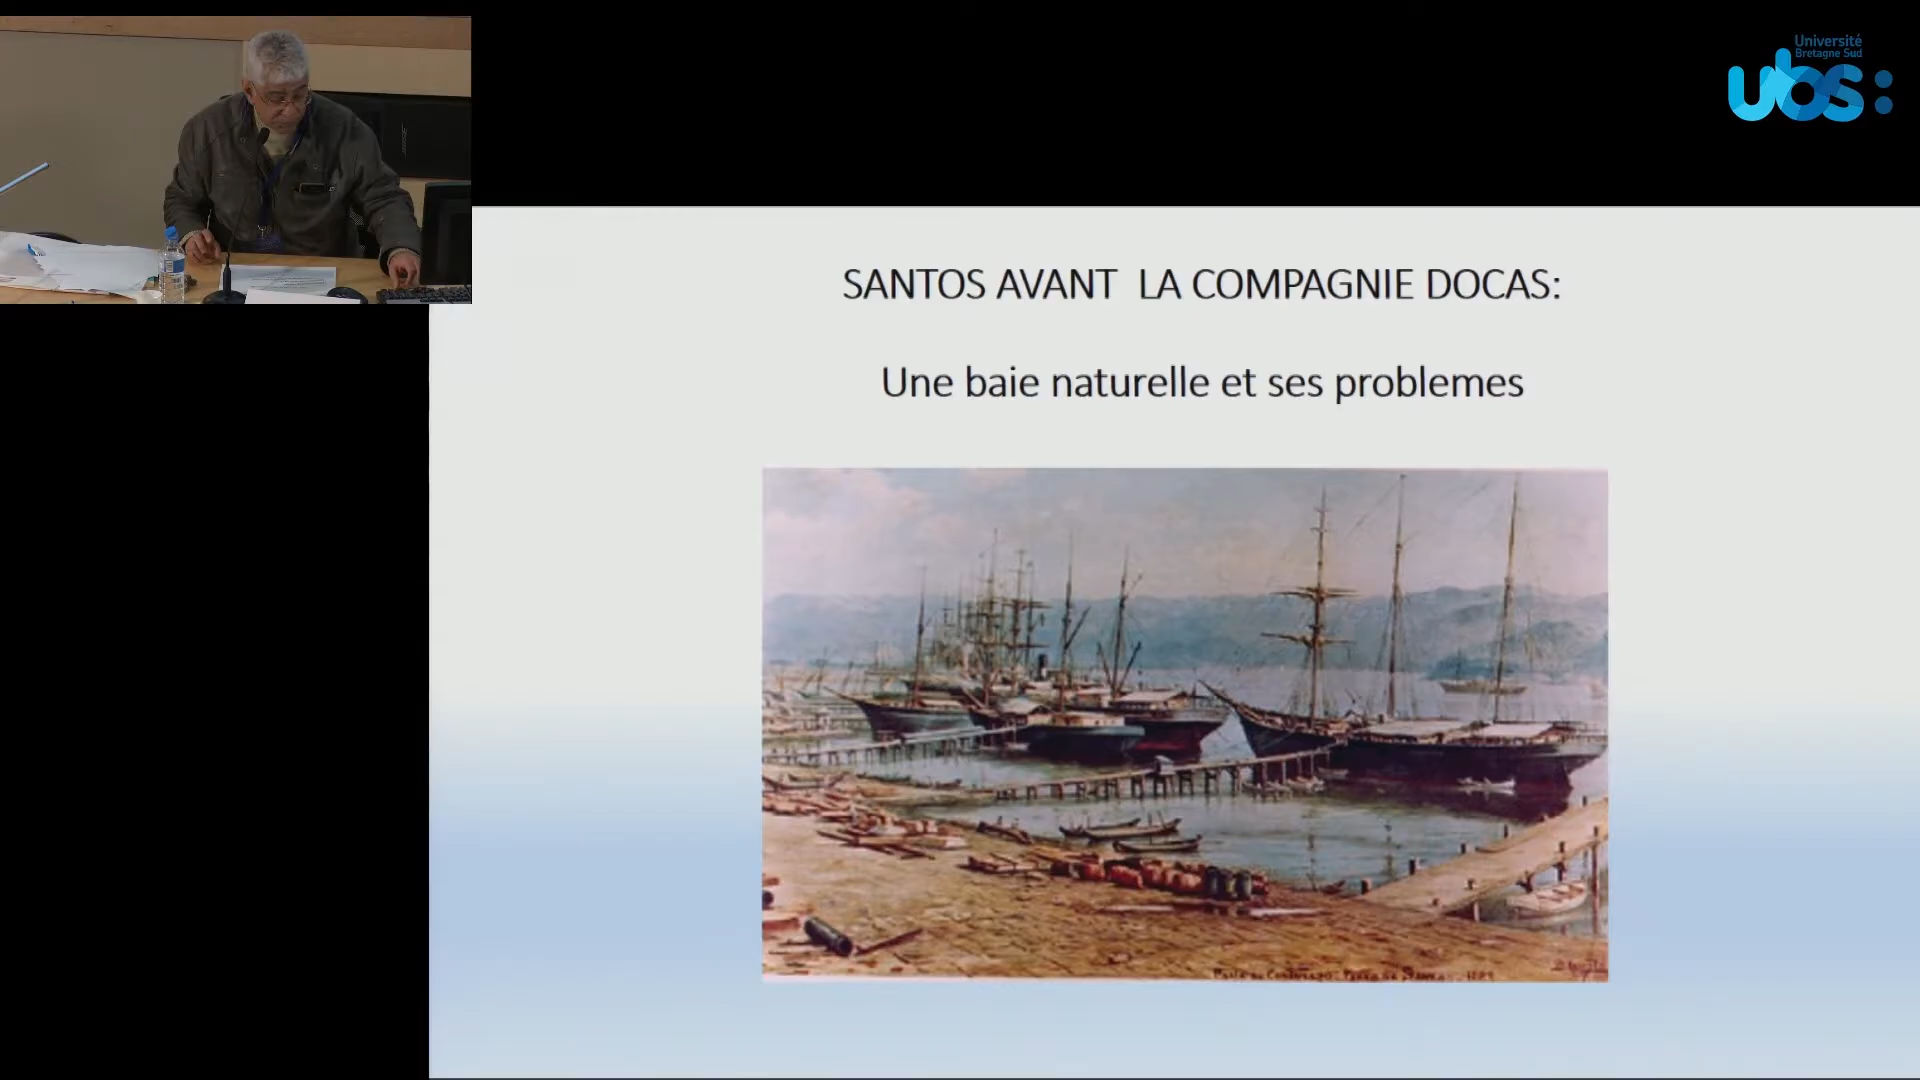 Université
Bretagne Sud
ubs:
SANTOS AVANT LA COMPAGNIE DOCAS:
Une baie naturelle et ses problemes